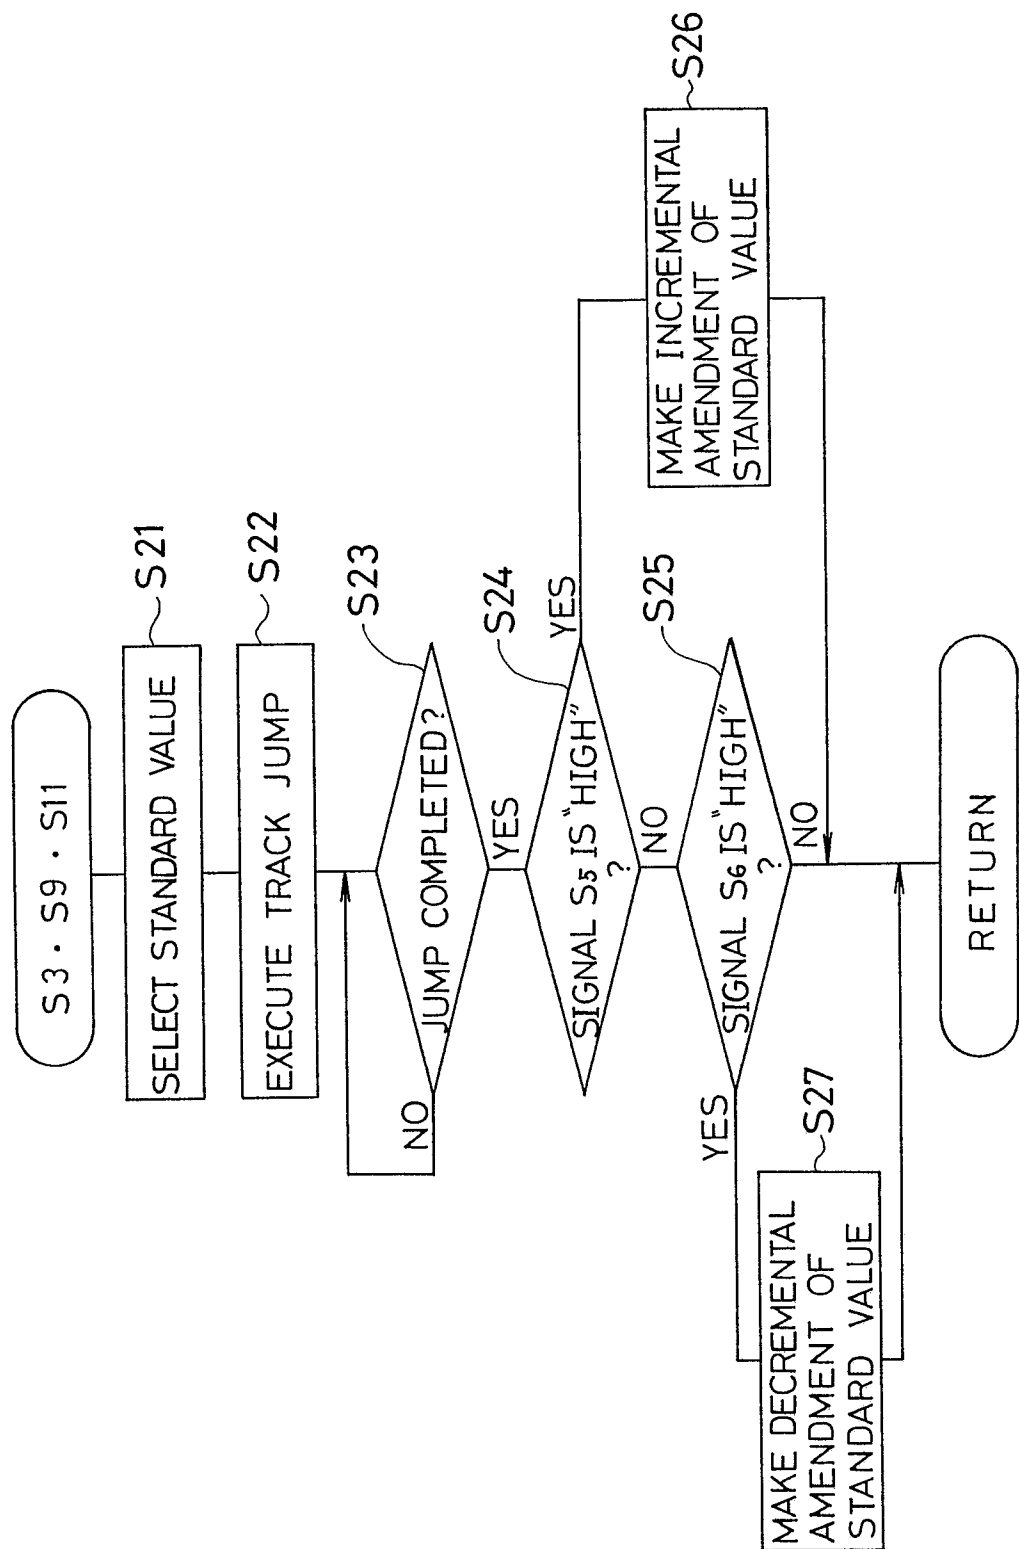 S3·S9·S11
SELECT STANDARD VALUE
S21
EXECUTE TRACK JUMP
S22
JUMP COMPLETED?
S23
NO
YES
SIGNAL S5 IS "HIGH"
?
S24
YES
NO
MAKE INCREMENTAL
AMENDMENT OF
STANDARD VALUE
S26
SIGNAL S6 IS "HIGH"
?
S25
YES
NO
MAKE DECREMENTAL
AMENDMENT OF
STANDARD VALUE
S27
RETURN